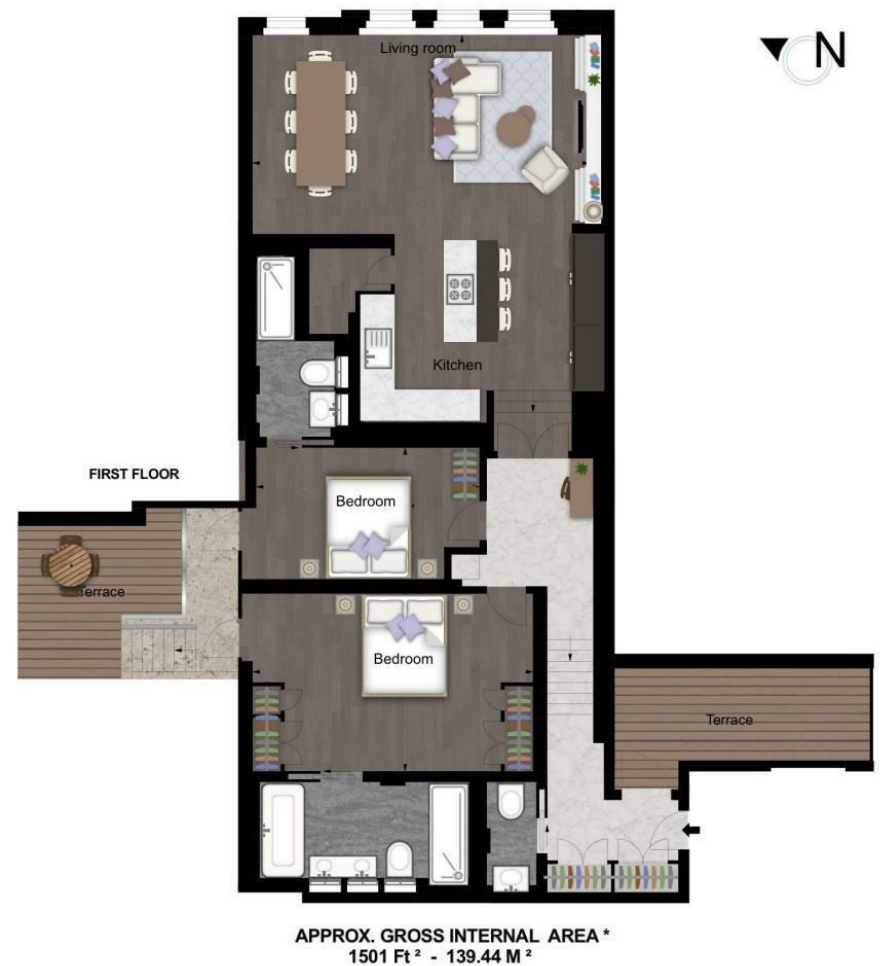 Living room
N
Kitchen
FIRST FLOOR
Bedroom
Terrace
Bedroom
Terrace
APPROX. GROSS INTERNAL AREA *
1501 Ft ² - 139.44 M ²